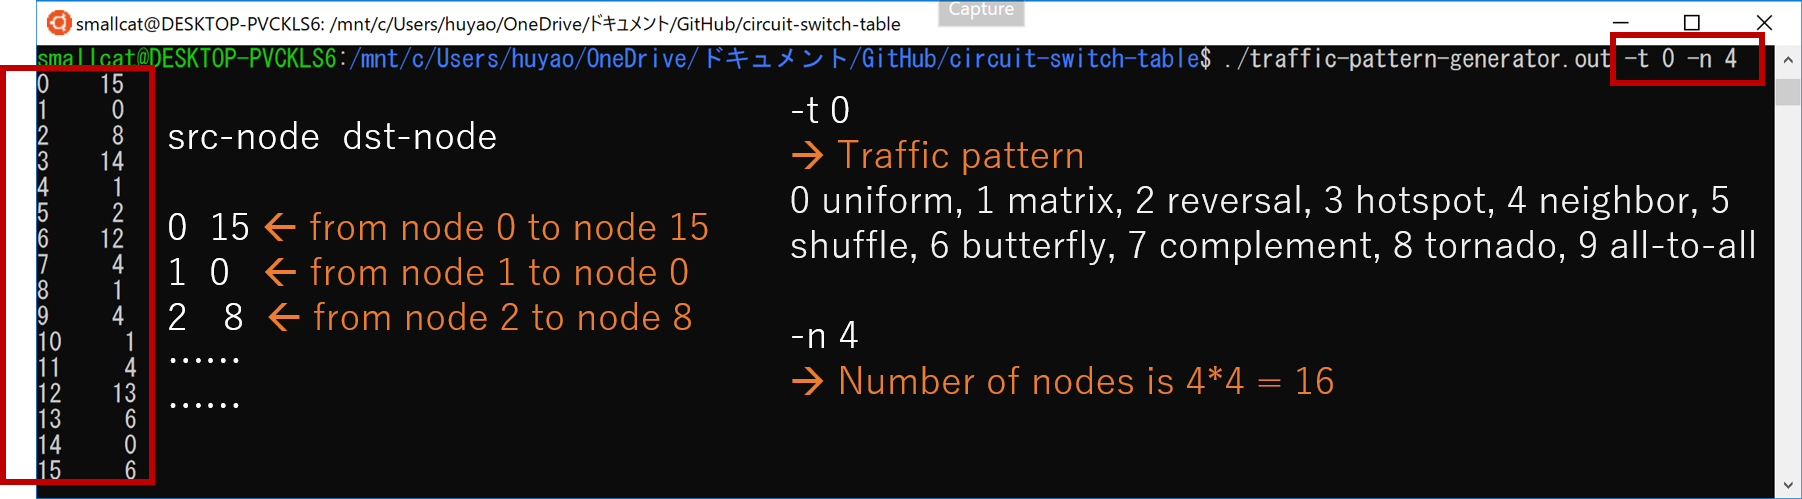 Capture
smallcat@DESKTOP-PVCKLS6: /mnt/c/Users/huyao/OneDrive/ドキュメント/GitHub/circuit-switch-table
smallcat@DESKTOP-PVCKLS6:/mnt/c/Users/huyao/OneDrive/ドキュメント/GitHub/circuit-switch-table$ ./traffic-pattern-generator.out -t 0 -n 4
0 15
1 0
2 8
3 14
4 1
5 2
6 12
7 4
8 1
9 4
10 1
11 4
12 13
13 6
14 0
15 6
src-node dst-node
0 15 ← from node 0 to node 15
1 0 ← from node 1 to node 0
2 8 ← from node 2 to node 8
......
......
-t 0
→ Traffic pattern
0 uniform, 1 matrix, 2 reversal, 3 hotspot, 4 neighbor, 5
shuffle, 6 butterfly, 7 complement, 8 tornado, 9 all-to-all
-n 4
→ Number of nodes is 4*4 = 16